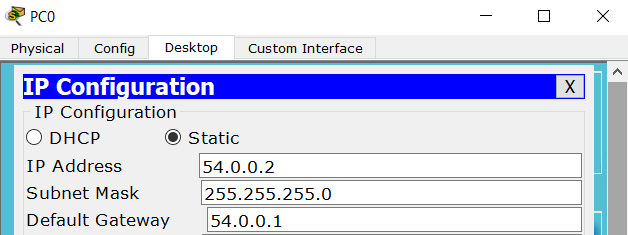 PC0
Physical Config Desktop Custom Interface
IP Configuration X
IP Configuration
DHCP Static
IP Address 54.0.0.2
Subnet Mask 255.255.255.0
Default Gateway 54.0.0.1